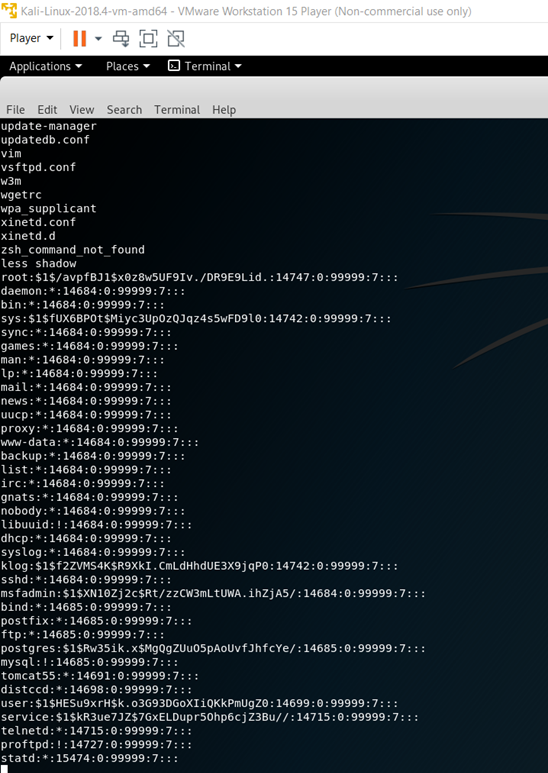 Kali-Linux-2018.4-vm-amd64 - VMware Workstation 15 Player (Non-commercial use only)
Player
Applications Places Terminal
File Edit View Search Terminal Help
update-manager
updatedb.conf
vim
vsftpd.conf
w3m
wgetrc
wpa_supplicant
xinetd.conf
xinetd.d
zsh_command_not_found
less shadow
root:$1$/avpfBJ1$x0z8w5UF9Iv./DR9E9Lid.:14747:0:99999:7:::
daemon:*:14684:0:99999:7:::
bin:*:14684:0:99999:7:::
sys:$1$fUX6BPOt$Miyc3UpOzQJqz4s5wFD9l0:14742:0:99999:7:::
sync:*:14684:0:99999:7:::
games:*:14684:0:99999:7:::
man:*:14684:0:99999:7:::
lp:*:14684:0:99999:7:::
mail:*:14684:0:99999:7:::
news:*:14684:0:99999:7:::
uucp:*:14684:0:99999:7:::
proxy:*:14684:0:99999:7:::
www-data:*:14684:0:99999:7:::
backup:*:14684:0:99999:7:::
list:*:14684:0:99999:7:::
irc:*:14684:0:99999:7:::
gnats:*:14684:0:99999:7:::
nobody:*:14684:0:99999:7:::
libuuid:!:14684:0:99999:7:::
dhcp:*:14684:0:99999:7:::
syslog:*:14684:0:99999:7:::
klog:$1$f2ZVMS4K$R9XkI.CmLdHhdUE3X9jqP0:14742:0:99999:7:::
sshd:*:14684:0:99999:7:::
msfadmin:$1$XN10Zj2c$Rt/zzCW3mLtUWA.ihZjA5/:14684:0:99999:7:::
bind:*:14685:0:99999:7:::
postfix:*:14685:0:99999:7:::
ftp:*:14685:0:99999:7:::
postgres:$1$Rw35ik.x$MgQgZUuO5pAoUvfJhfcYe/:14685:0:99999:7:::
mysql:!:14685:0:99999:7:::
tomcat55:*:14691:0:99999:7:::
distccd:*:14698:0:99999:7:::
user:$1$HESu9xrH$k.o3G93DGoXIiQKkPmUgZ0:14699:0:99999:7:::
service:$1$kR3ue7JZ$7GxELDupr5Ohp6cjZ3Bu//:14715:0:99999:7:::
telnetd:*:14715:0:99999:7:::
proftpd:!:14727:0:99999:7:::
statd:*:15474:0:99999:7:::